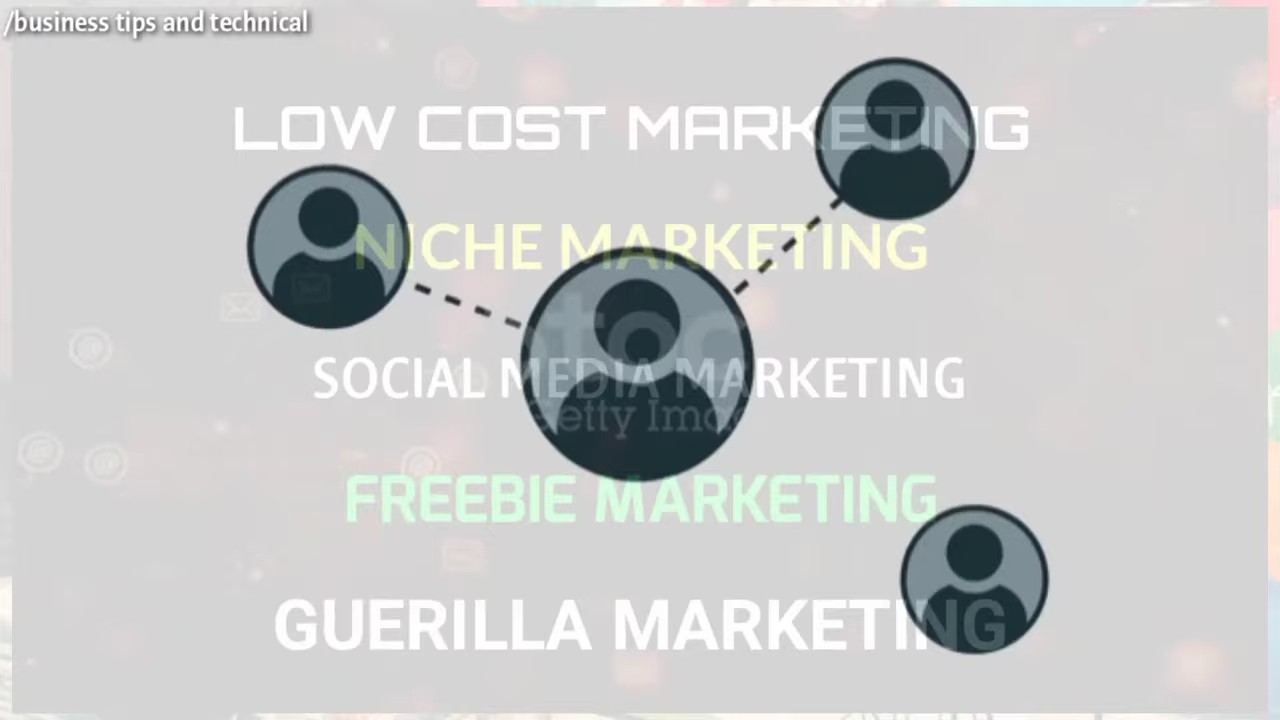 /business tips and technical
LOW COST MARKETING
NICHE MARKETING
SOCIAL MEDIA MARKETING
FREEBIE MARKETING
GUERILLA MARKETING